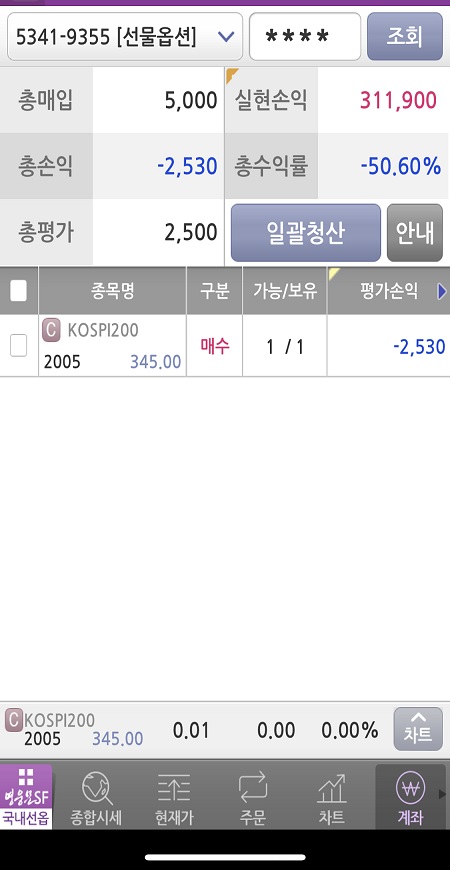 5341-9355 [선물옵션] **** 조회
총매입 5,000 실현손익 311,900
총손익 -2,530 총수익률 -50.60%
총평가 2,500 일괄청산 안내
종목명 구분 가능/보유 평가손익
C KOSPI200
2005 345.00 매수 1 / 1 -2,530
C KOSPI200
2005 345.00 0.01 0.00 0.00% 차트
영웅문SF
국내선옵 종합시세 현재가 주문 차트 계좌